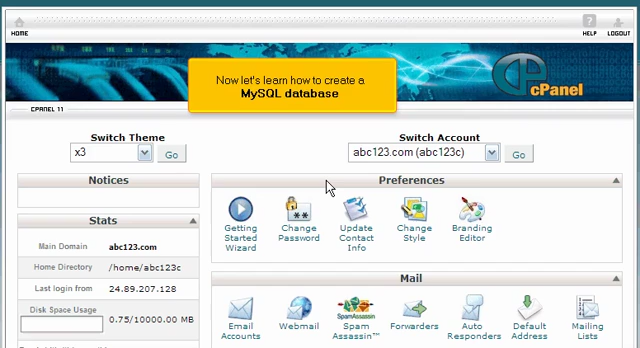 HOME
HELP
LOGOUT
Now let's learn how to create a
MySQL database
cPanel
CPANEL 11
Switch Theme
x3
Go
Switch Account
abc123.com (abc123c)
Go
Notices
Stats
Main Domain abc123.com
Home Directory /home/abc123c
Last login from 24.89.207.128
Disk Space Usage 0.75/10000.00 MB
Preferences
Getting Started Wizard
Change Password
Update Contact Info
Change Style
Branding Editor
Mail
SpamAssassin
Email Accounts
Webmail
Spam Assassin™
Forwarders
Auto Responders
Default Address
Mailing Lists